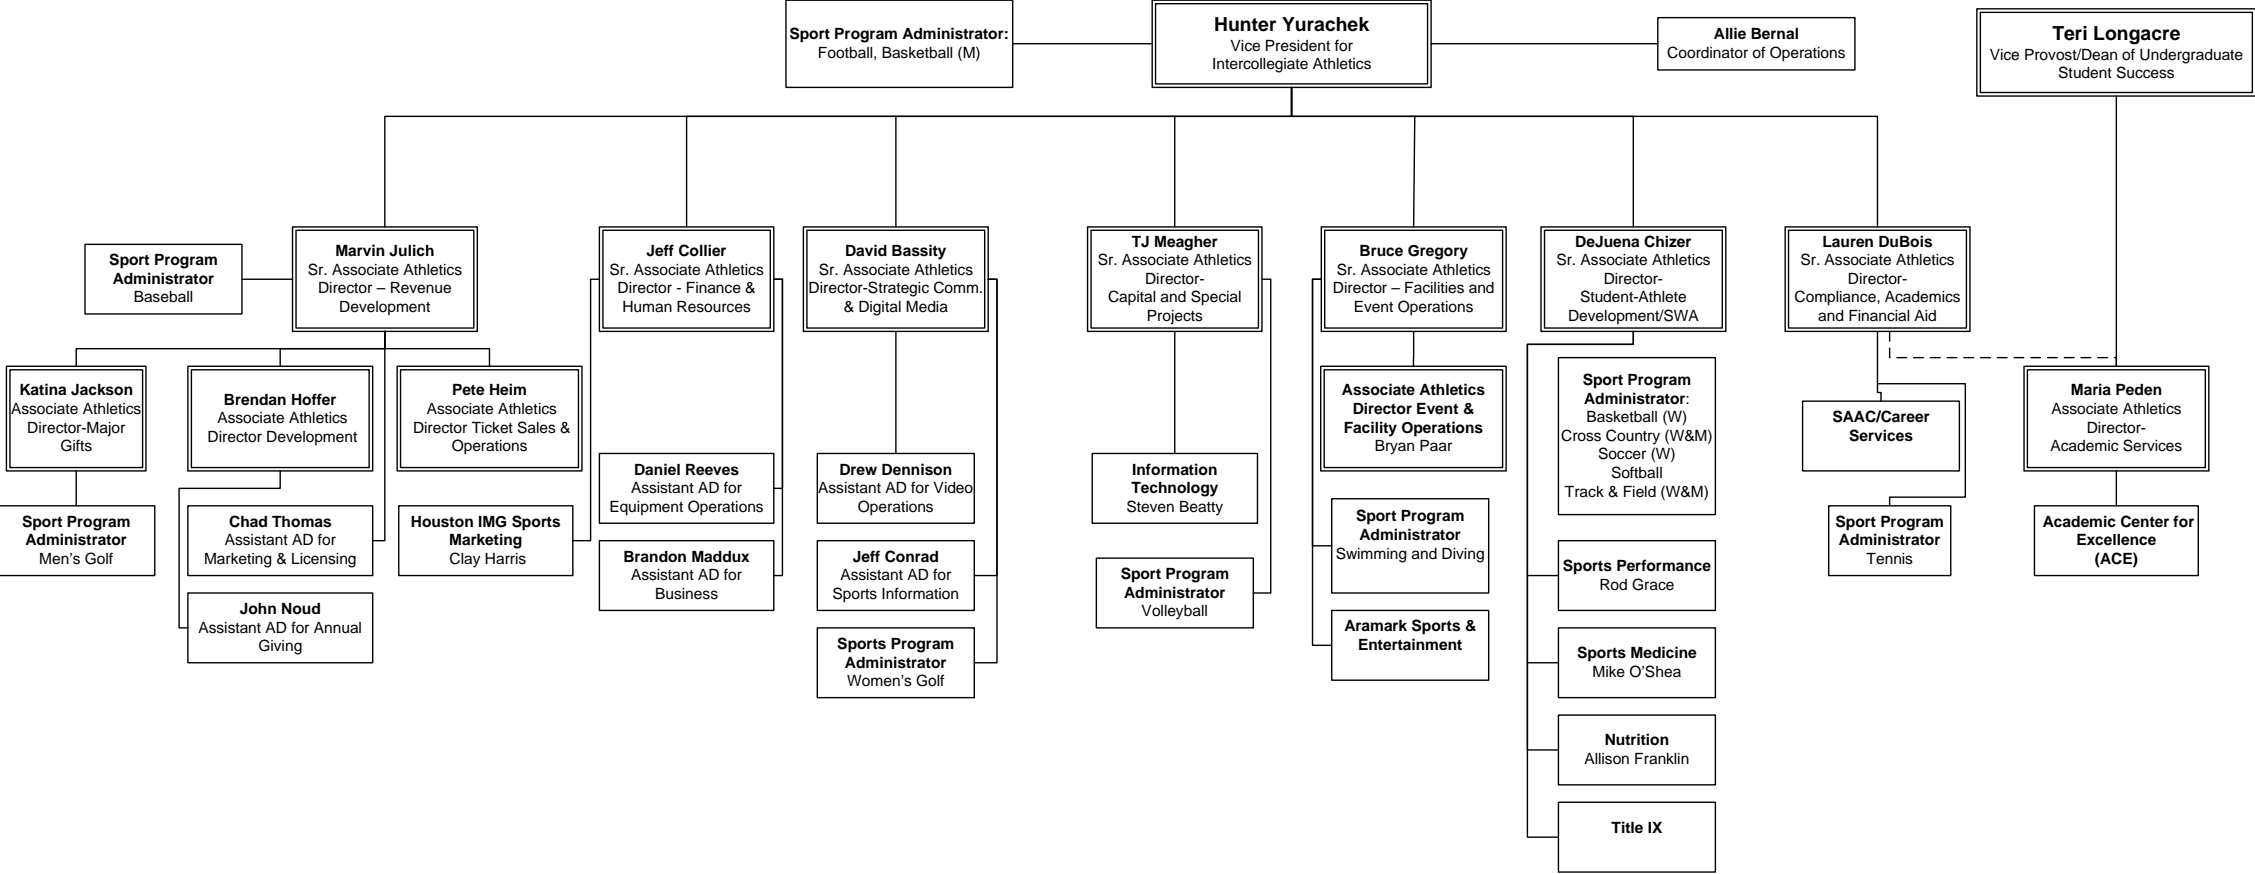 Sport Program Administrator:
Football, Basketball (M)
Hunter Yurachek
Vice President for
Intercollegiate Athletics
Allie Bernal
Coordinator of Operations
Teri Longacre
Vice Provost/Dean of Undergraduate
Student Success
Sport Program
Administrator
Baseball
Marvin Julich
Sr. Associate Athletics
Director – Revenue
Development
Jeff Collier
Sr. Associate Athletics
Director - Finance &
Human Resources
David Bassity
Sr. Associate Athletics
Director-Strategic Comm.
& Digital Media
TJ Meagher
Sr. Associate Athletics
Director-
Capital and Special
Projects
Bruce Gregory
Sr. Associate Athletics
Director – Facilities and
Event Operations
DeJuena Chizer
Sr. Associate Athletics
Director-
Student-Athlete
Development/SWA
Lauren DuBois
Sr. Associate Athletics
Director-
Compliance, Academics
and Financial Aid
Katina Jackson
Associate Athletics
Director-Major
Gifts
Brendan Hoffer
Associate Athletics
Director Development
Pete Heim
Associate Athletics
Director Ticket Sales &
Operations
Associate Athletics
Director Event &
Facility Operations
Bryan Paar
Sport Program
Administrator:
Basketball (W)
Cross Country (W&M)
Soccer (W)
Softball
Track & Field (W&M)
SAAC/Career
Services
Maria Peden
Associate Athletics
Director-
Academic Services
Daniel Reeves
Assistant AD for
Equipment Operations
Drew Dennison
Assistant AD for Video
Operations
Information
Technology
Steven Beatty
Sport Program
Administrator
Men's Golf
Chad Thomas
Assistant AD for
Marketing & Licensing
Houston IMG Sports
Marketing
Clay Harris
Brandon Maddux
Assistant AD for
Business
Jeff Conrad
Assistant AD for
Sports Information
Sport Program
Administrator
Volleyball
Sport Program
Administrator
Swimming and Diving
Sports Performance
Rod Grace
Sport Program
Administrator
Tennis
Academic Center for
Excellence
(ACE)
John Noud
Assistant AD for Annual
Giving
Sports Program
Administrator
Women's Golf
Aramark Sports &
Entertainment
Sports Medicine
Mike O'Shea
Nutrition
Allison Franklin
Title IX